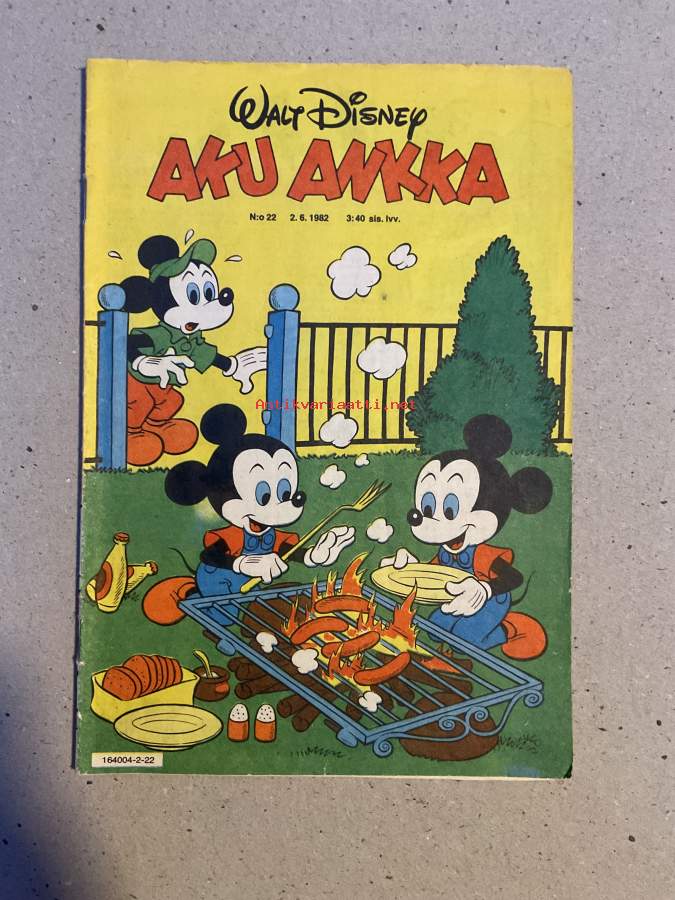 WALT DISNEY
AKU ANKKA
N:o 22 2. 6. 1982 3:40 sis. lvv.
Antikvariaatti.net
164004-2-22